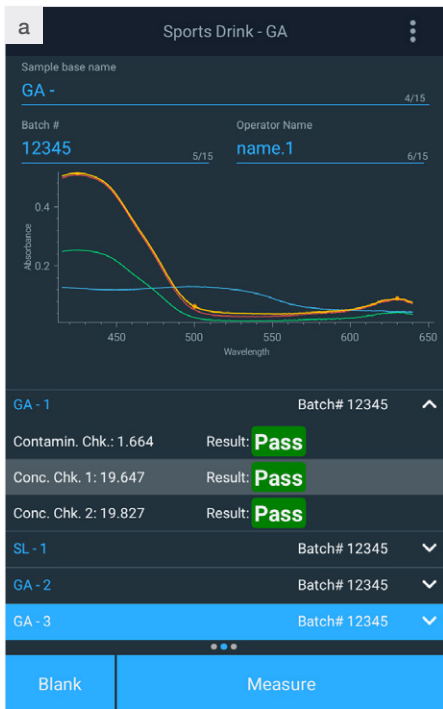 a
Sports Drink - GA
Sample base name
GA -
4/15
Batch # Operator Name
12345 5/15 name.1 6/15
0.4
0.2
Absorbance
450 500 550 600 650
Wavelength
GA - 1 Batch# 12345
Contamin. Chk.: 1.664 Result: Pass
Conc. Chk. 1: 19.647 Result: Pass
Conc. Chk. 2: 19.827 Result: Pass
SL - 1 Batch# 12345
GA - 2 Batch# 12345
GA - 3 Batch# 12345
Blank Measure